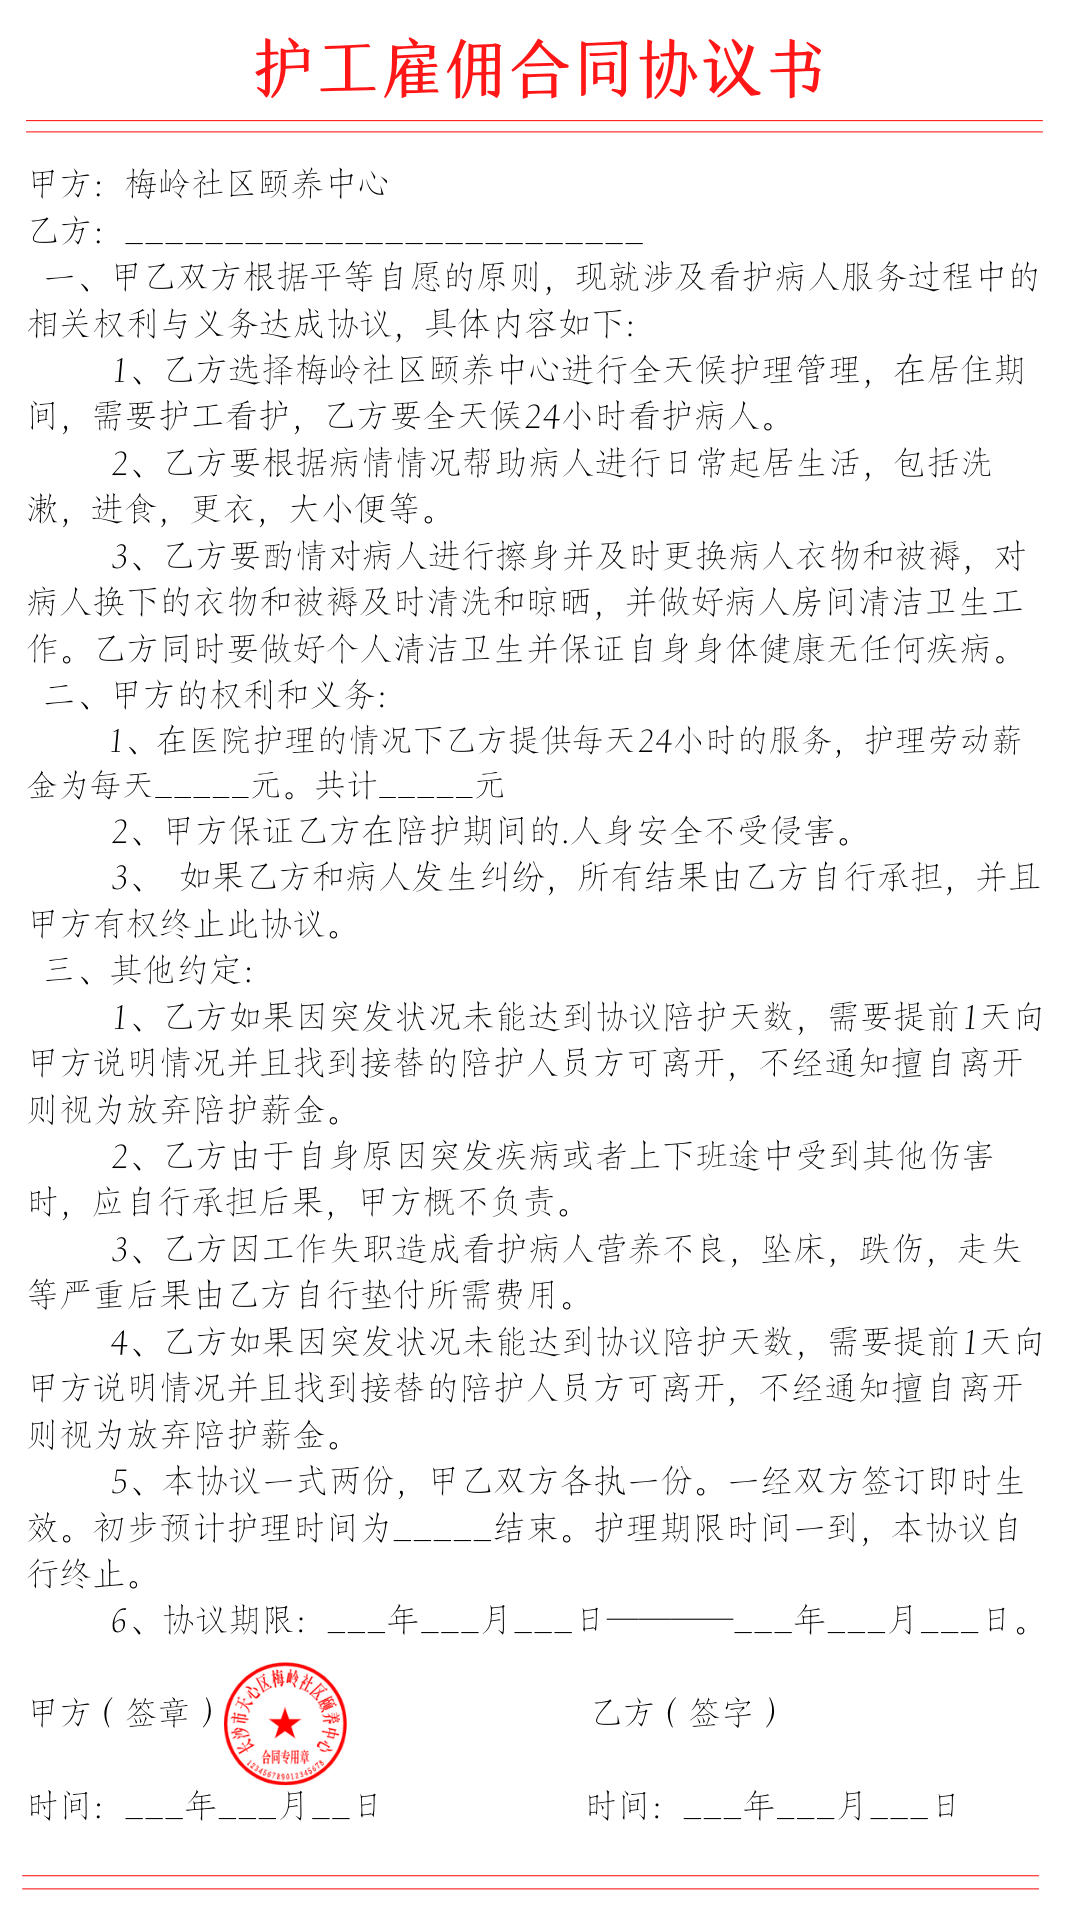 护工雇佣合同协议书
甲方：梅岭社区颐养中心
乙方：__________________________
一、甲乙双方根据平等自愿的原则，现就涉及看护病人服务过程中的
相关权利与义务达成协议，具体内容如下：
1、乙方选择梅岭社区颐养中心进行全天候护理管理，在居住期
间，需要护工看护，乙方要全天候24小时看护病人。
2、乙方要根据病情情况帮助病人进行日常起居生活，包括洗
漱，进食，更衣，大小便等。
3、乙方要酌情对病人进行擦身并及时更换病人衣物和被褥，对
病人换下的衣物和被褥及时清洗和晾晒，并做好病人房间清洁卫生工
作。乙方同时要做好个人清洁卫生并保证自身身体健康无任何疾病。
二、甲方的权利和义务：
1、在医院护理的情况下乙方提供每天24小时的服务，护理劳动薪
金为每天_____元。共计_____元
2、甲方保证乙方在陪护期间的.人身安全不受侵害。
3、 如果乙方和病人发生纠纷，所有结果由乙方自行承担，并且
甲方有权终止此协议。
三、其他约定：
1、乙方如果因突发状况未能达到协议陪护天数，需要提前1天向
甲方说明情况并且找到接替的陪护人员方可离开，不经通知擅自离开
则视为放弃陪护薪金。
2、乙方由于自身原因突发疾病或者上下班途中受到其他伤害
时，应自行承担后果，甲方概不负责。
3、乙方因工作失职造成看护病人营养不良，坠床，跌伤，走失
等严重后果由乙方自行垫付所需费用。
4、乙方如果因突发状况未能达到协议陪护天数，需要提前1天向
甲方说明情况并且找到接替的陪护人员方可离开，不经通知擅自离开
则视为放弃陪护薪金。
5、本协议一式两份，甲乙双方各执一份。一经双方签订即时生
效。初步预计护理时间为_____结束。护理期限时间一到，本协议自
行终止。
6、协议期限：___年___月___日————___年___月___日。
甲方（签章） 乙方（签字）
长沙市天心区梅岭社区颐养中心
合同专用章
123456789012345678
时间：___年___月__日 时间：___年___月___日